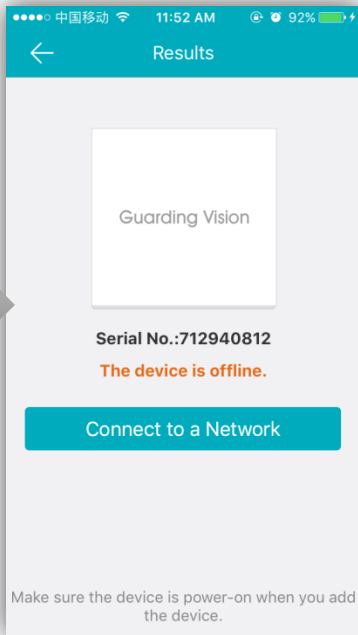 中国移动 11:52 AM 92%
Results
Guarding Vision
Serial No.:712940812
The device is offline.
Connect to a Network
Make sure the device is power-on when you add
the device.